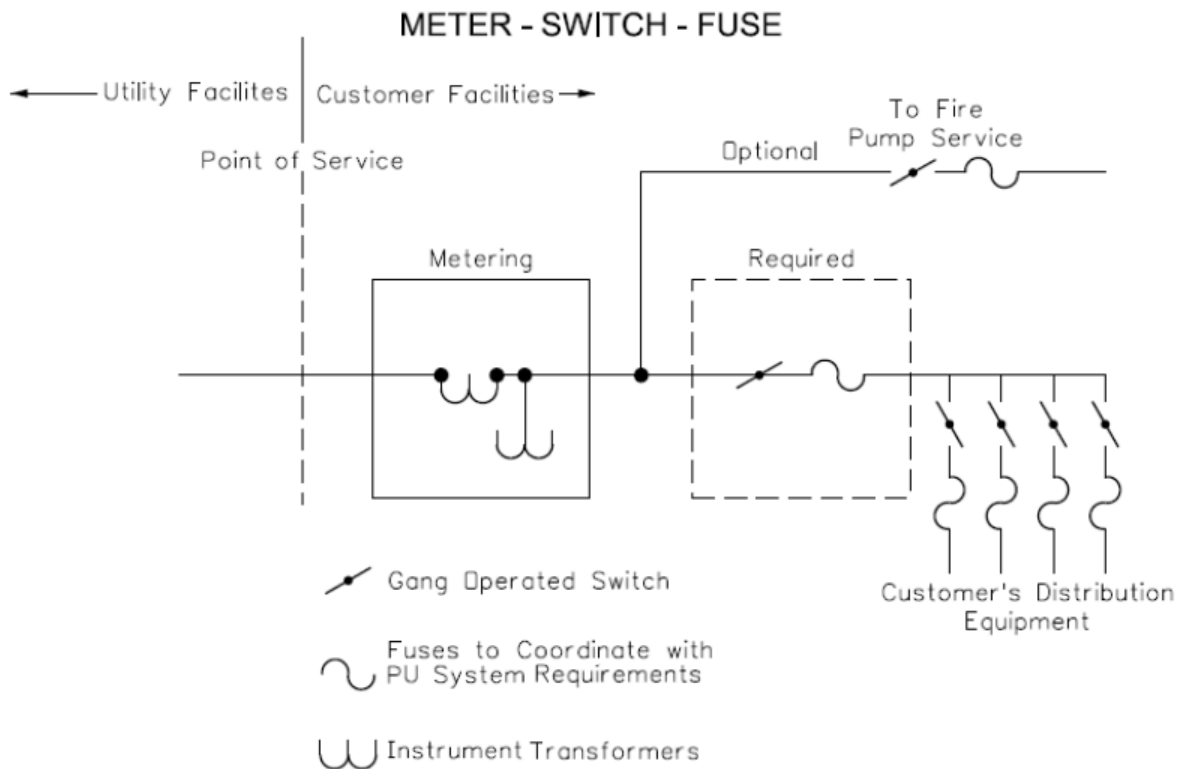 METER - SWITCH - FUSE
Utility Facilites
Customer Facilities
Point of Service
To Fire
Pump Service
Optional
Metering
Required
Gang Operated Switch
Customer's Distribution
Equipment
Fuses to Coordinate with
PU System Requirements
Instrument Transformers